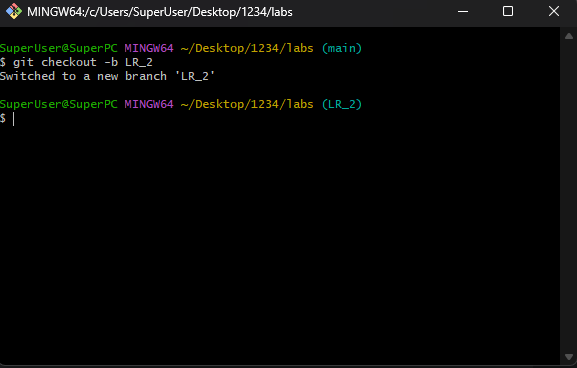 MINGW64:/c/Users/SuperUser/Desktop/1234/labs
SuperUser@SuperPC MINGW64 ~/Desktop/1234/labs (main)
$ git checkout -b LR_2
Switched to a new branch 'LR_2'
SuperUser@SuperPC MINGW64 ~/Desktop/1234/labs (LR_2)
$